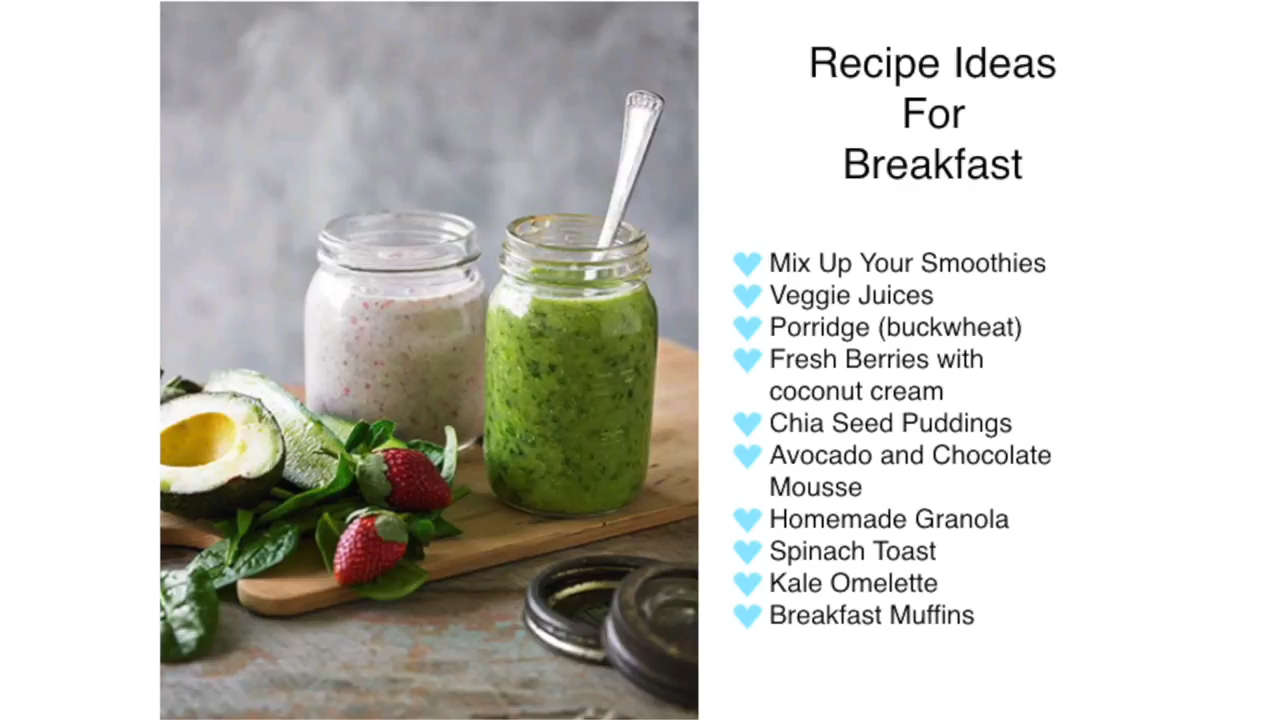 Recipe Ideas
For
Breakfast
Mix Up Your Smoothies
Veggie Juices
Porridge (buckwheat)
Fresh Berries with
coconut cream
Chia Seed Puddings
Avocado and Chocolate
Mousse
Homemade Granola
Spinach Toast
Kale Omelette
Breakfast Muffins